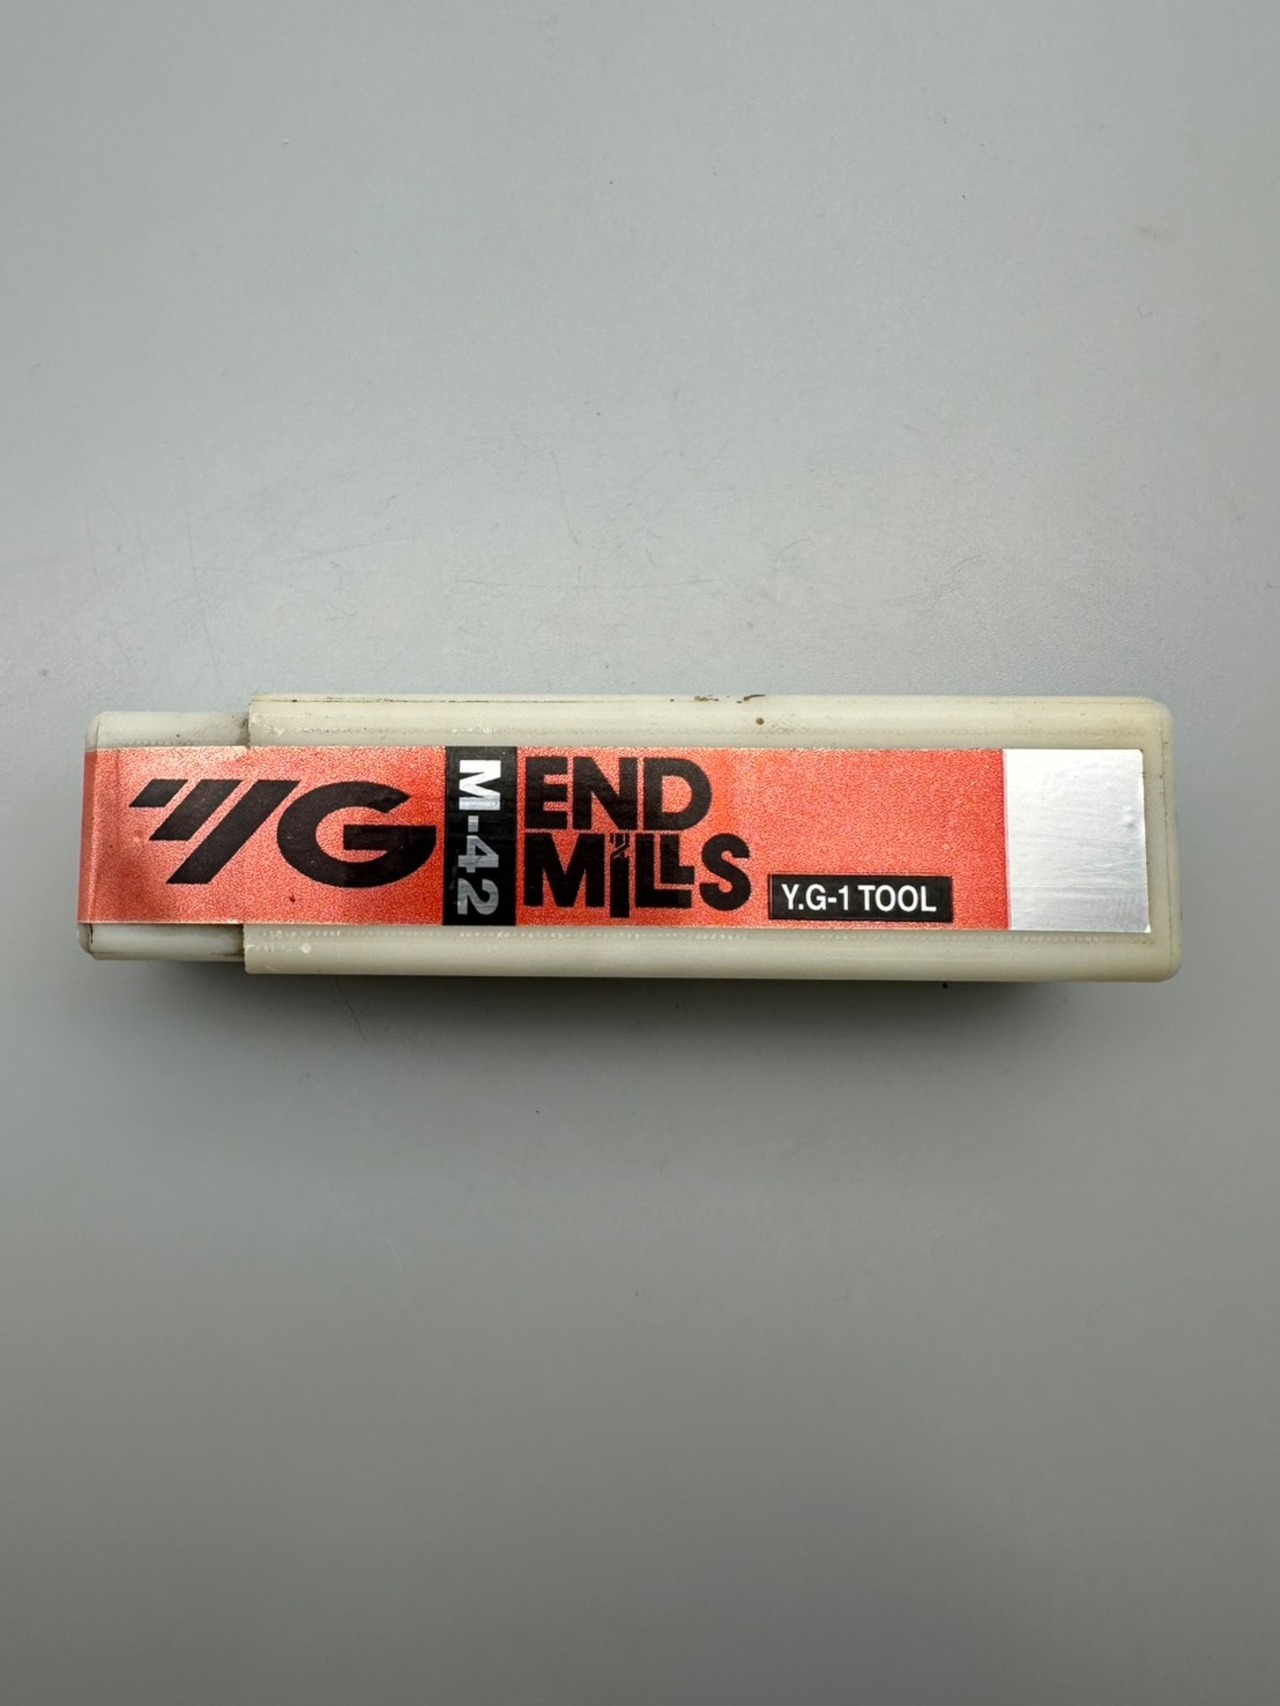 YG
M-42
END
MILLS
Y.G-1 TOOL